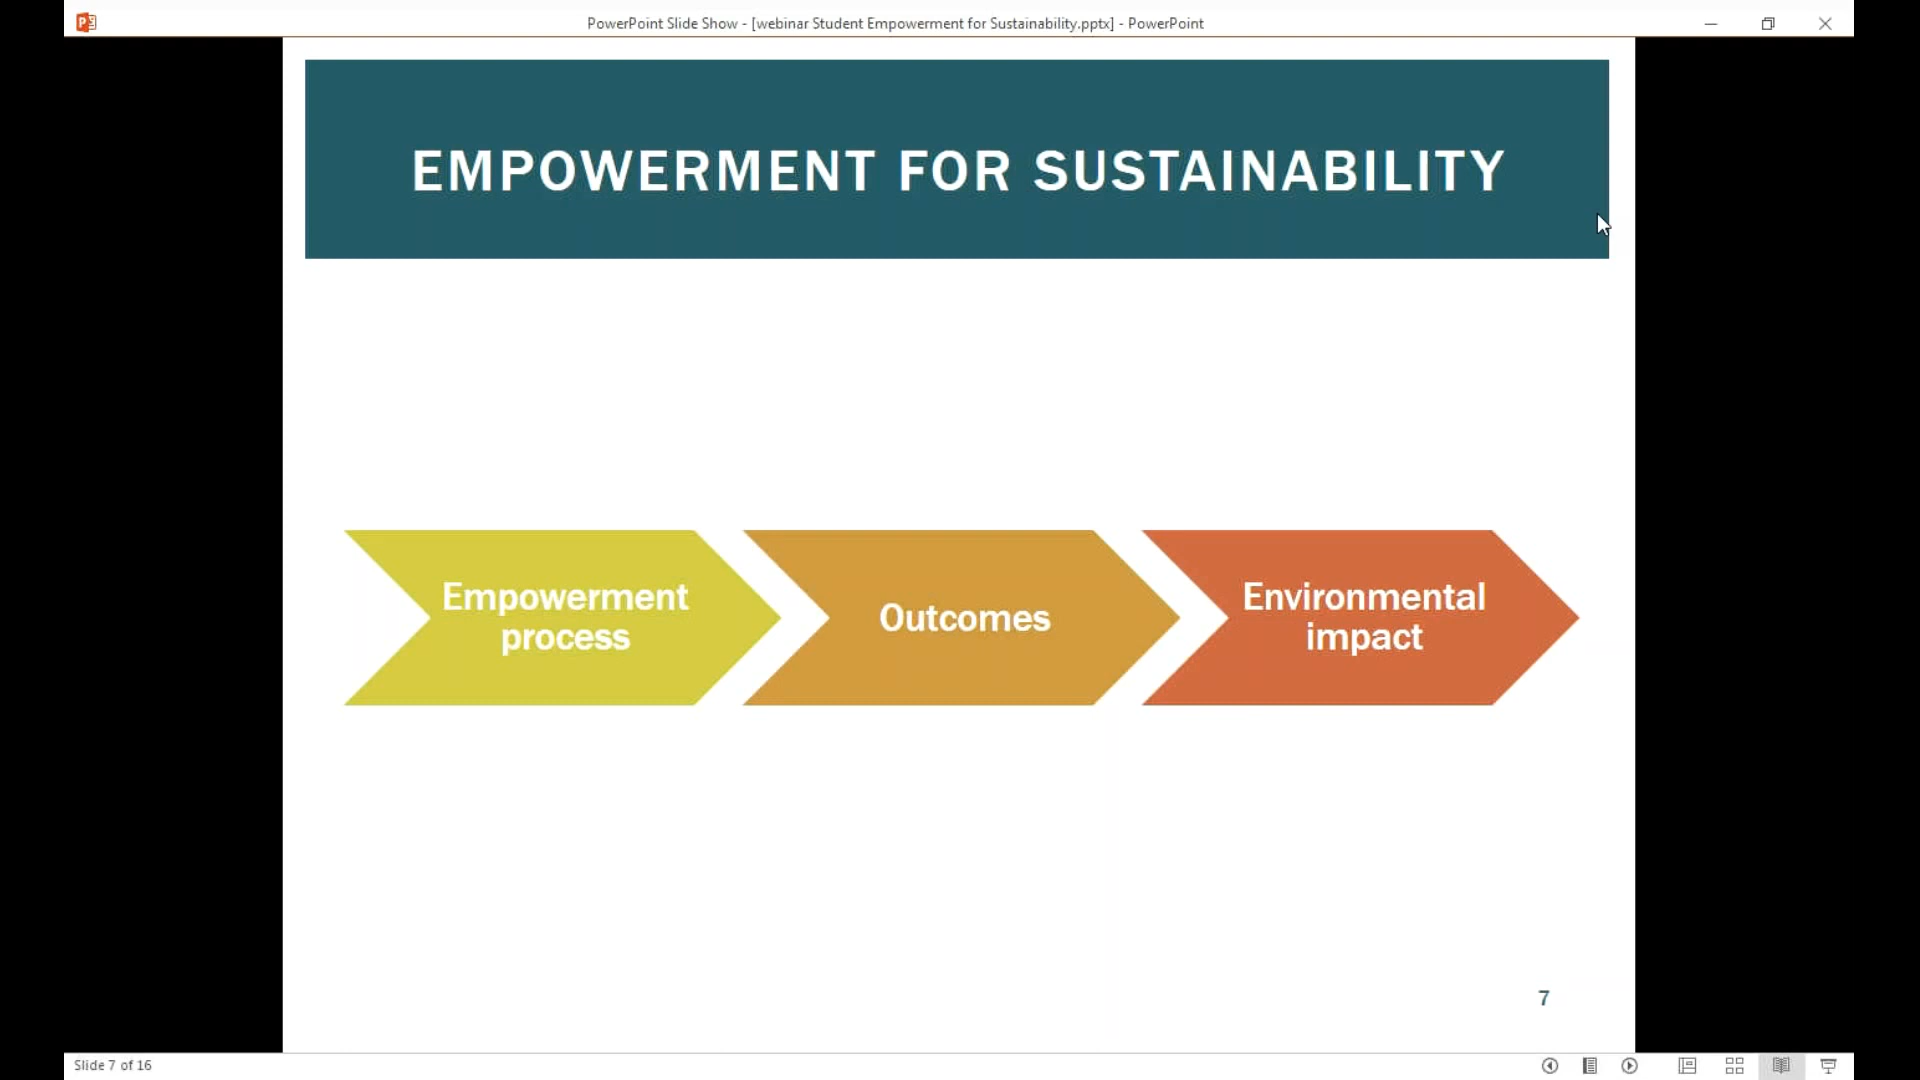 PowerPoint Slide Show - [webinar Student Empowerment for Sustainability.pptx] - PowerPoint
EMPOWERMENT FOR SUSTAINABILITY
Empowerment
process
Outcomes
Environmental
impact
7
Slide 7 of 16